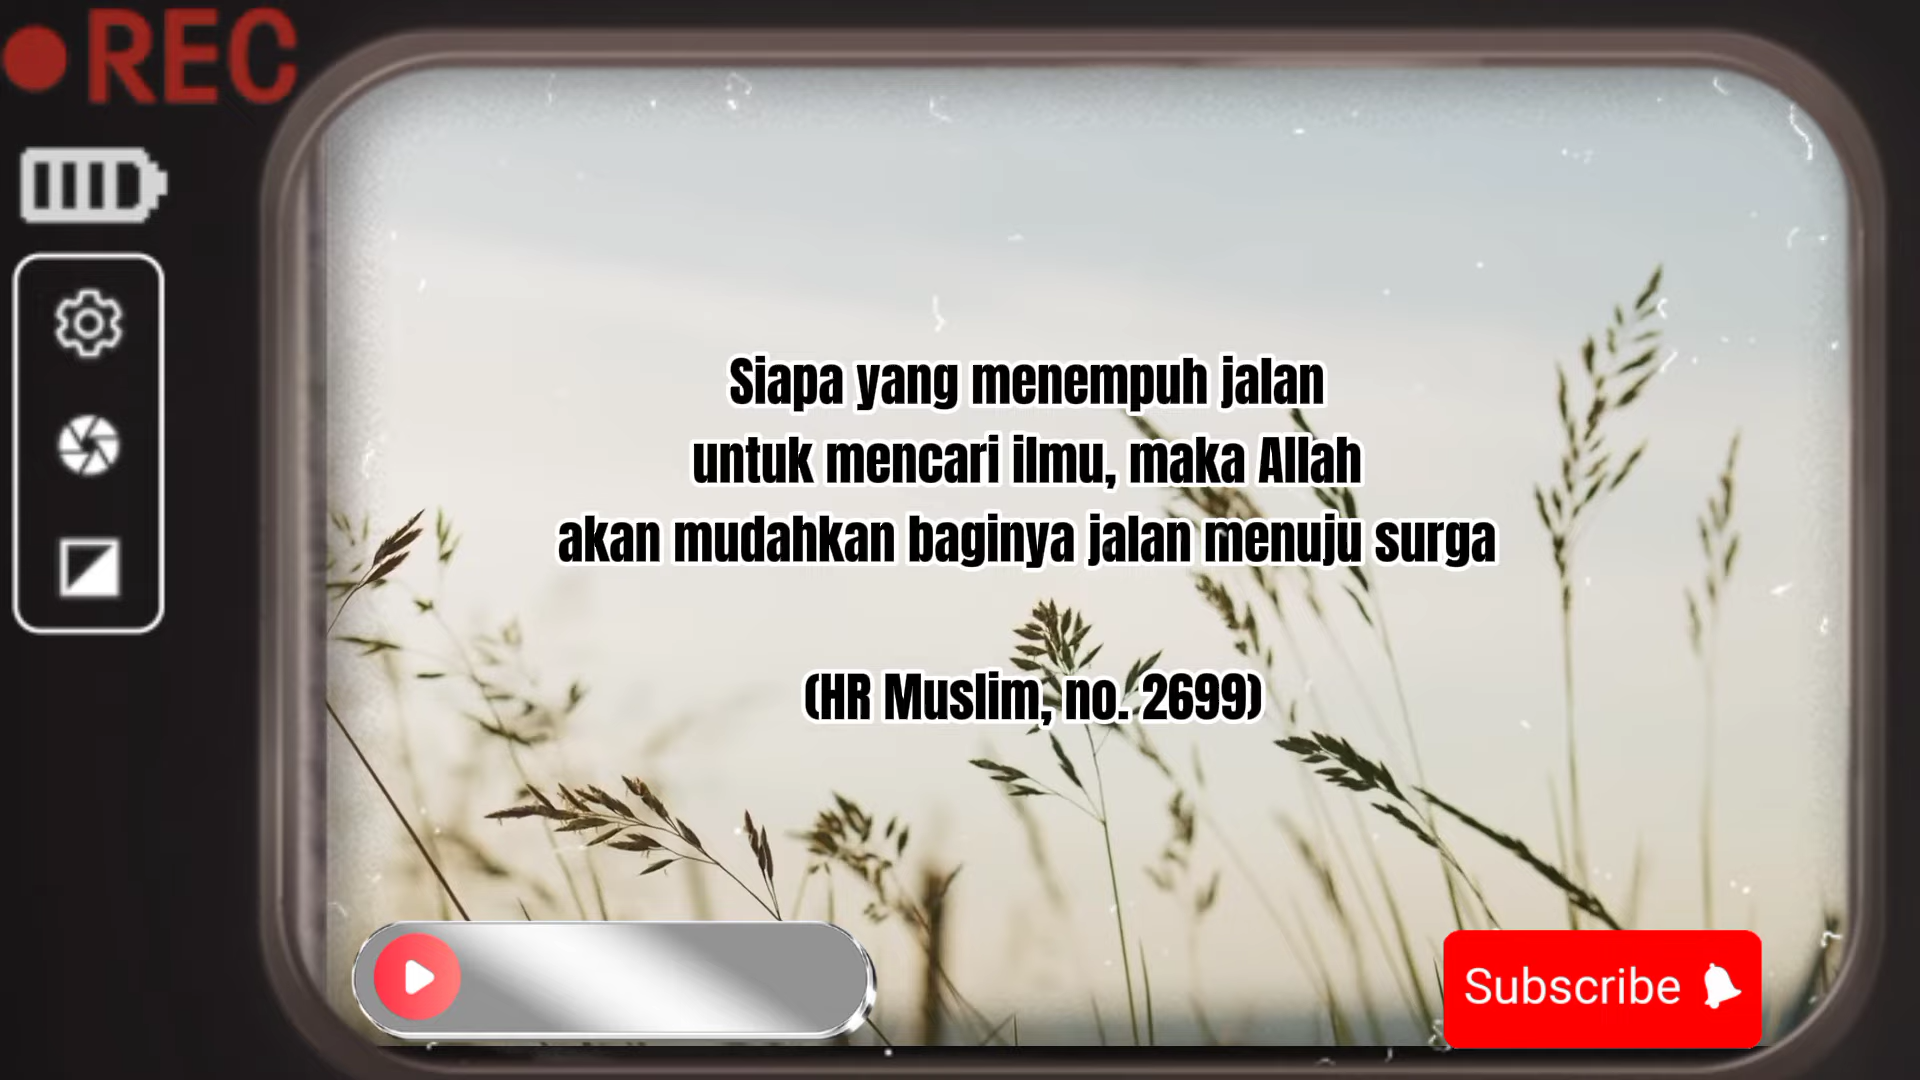 REC
Siapa yang menempuh jalan
untuk mencari ilmu, maka Allah
akan mudahkan baginya jalan menuju surga
(HR Muslim, no. 2699)
Subscribe